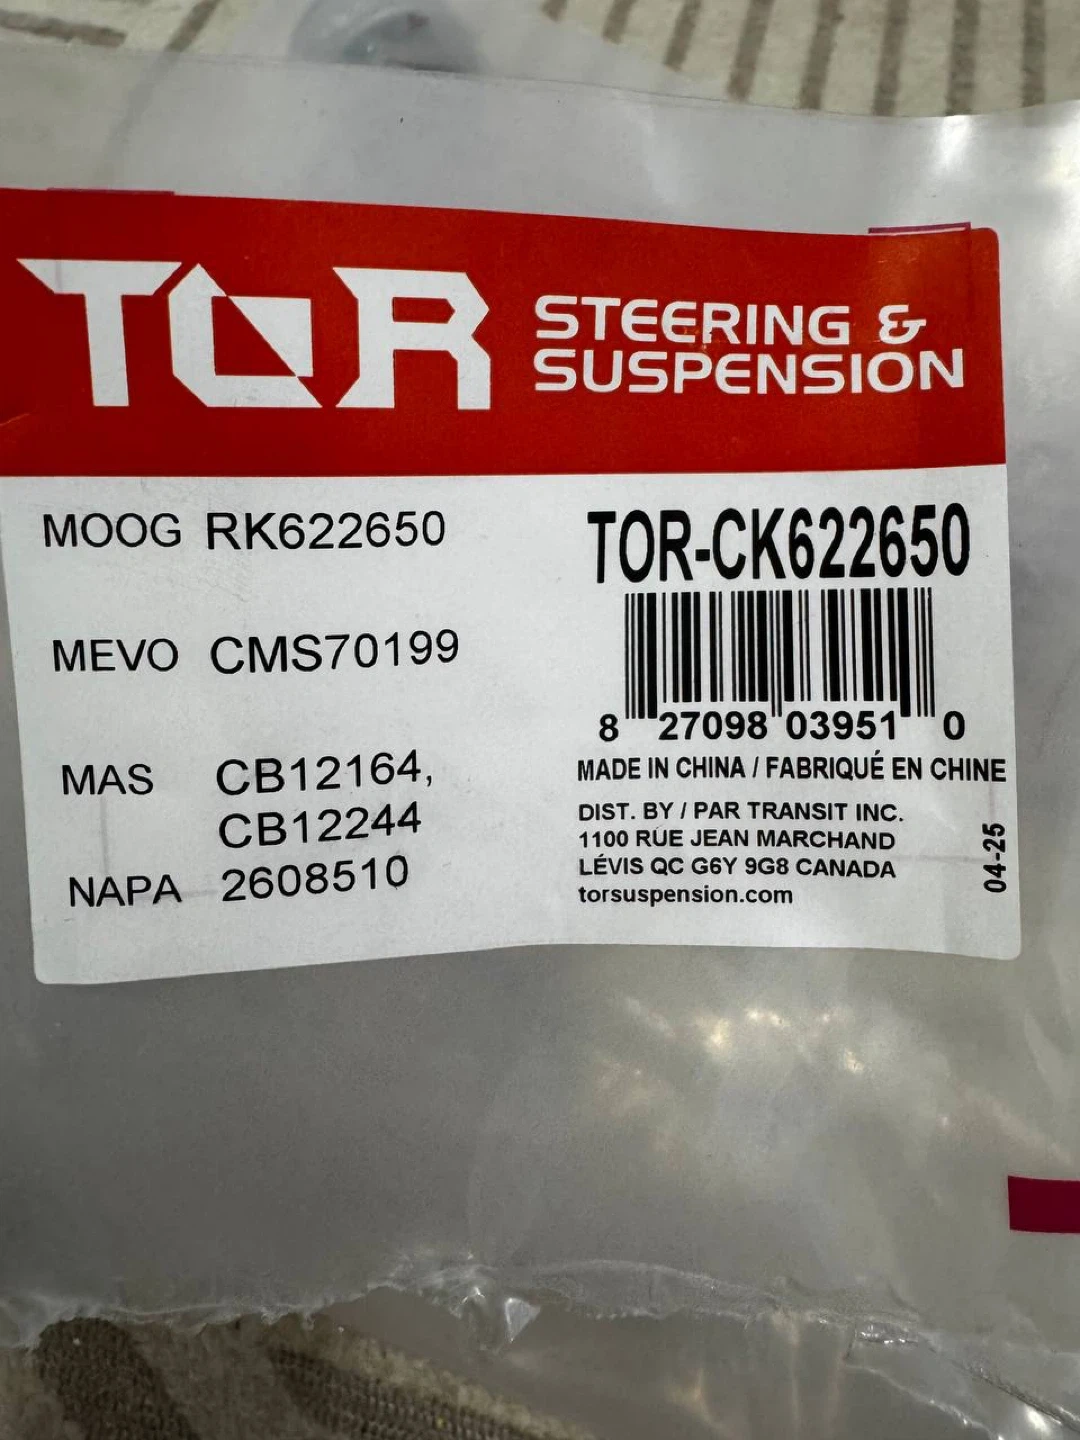 TOR
STEERING &
SUSPENSION
MOOG RK622650
MEVO CMS70199
MAS CB12164,
CB12244
NAPA 2608510
TOR-CK622650
8 27098 03951 0
MADE IN CHINA / FABRIQUÉ EN CHINE
DIST. BY / PAR TRANSIT INC.
1100 RUE JEAN MARCHAND
LÉVIS QC G6Y 9G8 CANADA
torsuspension.com
04-25